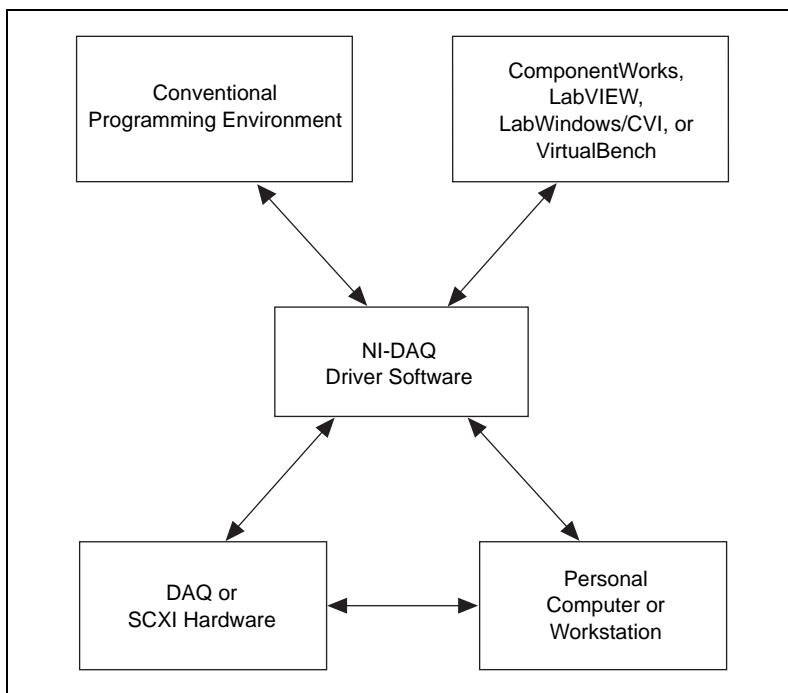 Conventional
Programming Environment
ComponentWorks,
LabVIEW,
LabWindows/CVI, or
VirtualBench
NI-DAQ
Driver Software
DAQ or
SCXI Hardware
Personal
Computer or
Workstation